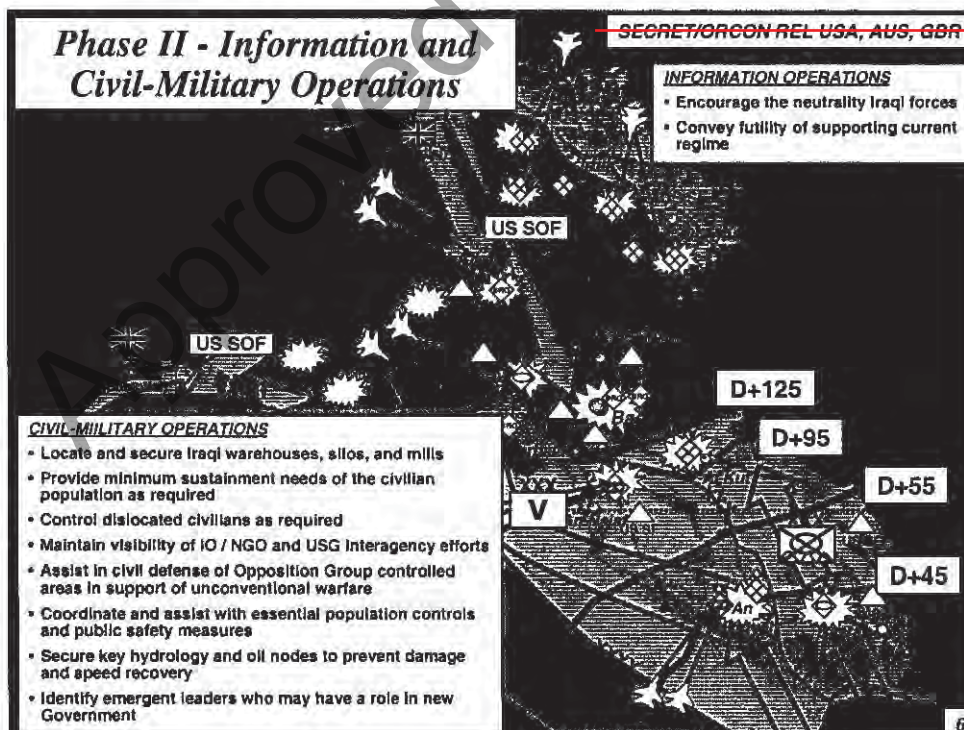 Phase II - Information and
Civil-Military Operations
SECRET/ORCON REL USA, AUS, GBR
INFORMATION OPERATIONS
• Encourage the neutrality Iraqi forces
• Convey futility of supporting current
regime
Approved
US SOF
US SOF
D+125
D+95
D+55
D+45
XXX
V
B
Kut
An
CIVIL-MILITARY OPERATIONS
• Locate and secure Iraqi warehouses, silos, and mills
• Provide minimum sustainment needs of the civilian
population as required
• Control dislocated civilians as required
• Maintain visibility of IO / NGO and USG Interagency efforts
• Assist in civil defense of Opposition Group controlled
areas in support of unconventional warfare
• Coordinate and assist with essential population controls
and public safety measures
• Secure key hydrology and oil nodes to prevent damage
and speed recovery
• Identify emergent leaders who may have a role in new
Government
6